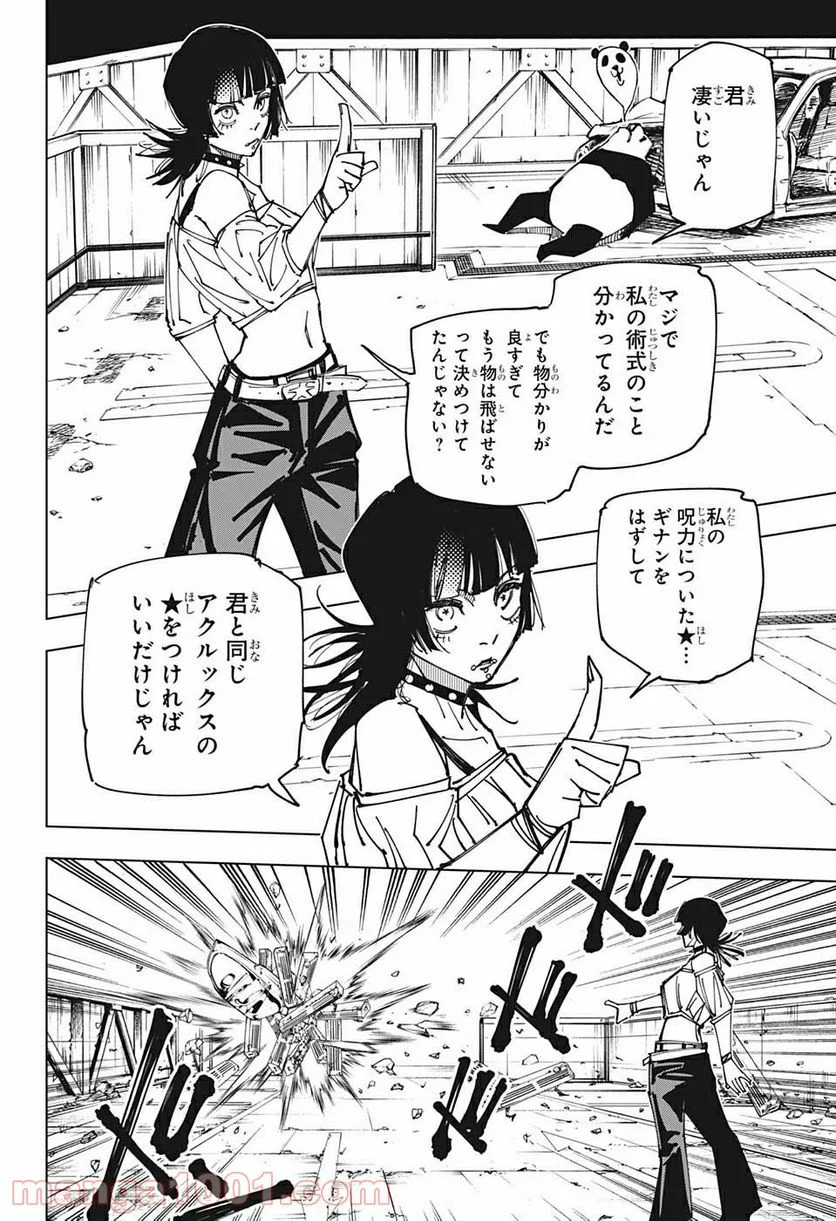 君
凄いじゃん
マジで
私の術式のこと
分かってるんだ
でも物分かりが
良すぎて
もう物は飛ばせない
って決めつけて
たんじゃない?
私の
呪力についた★…
ギナンを
はずして
君と同じ
アクルックスの
★をつければ
いいだけじゃん
ドドドドド
manga1001.com